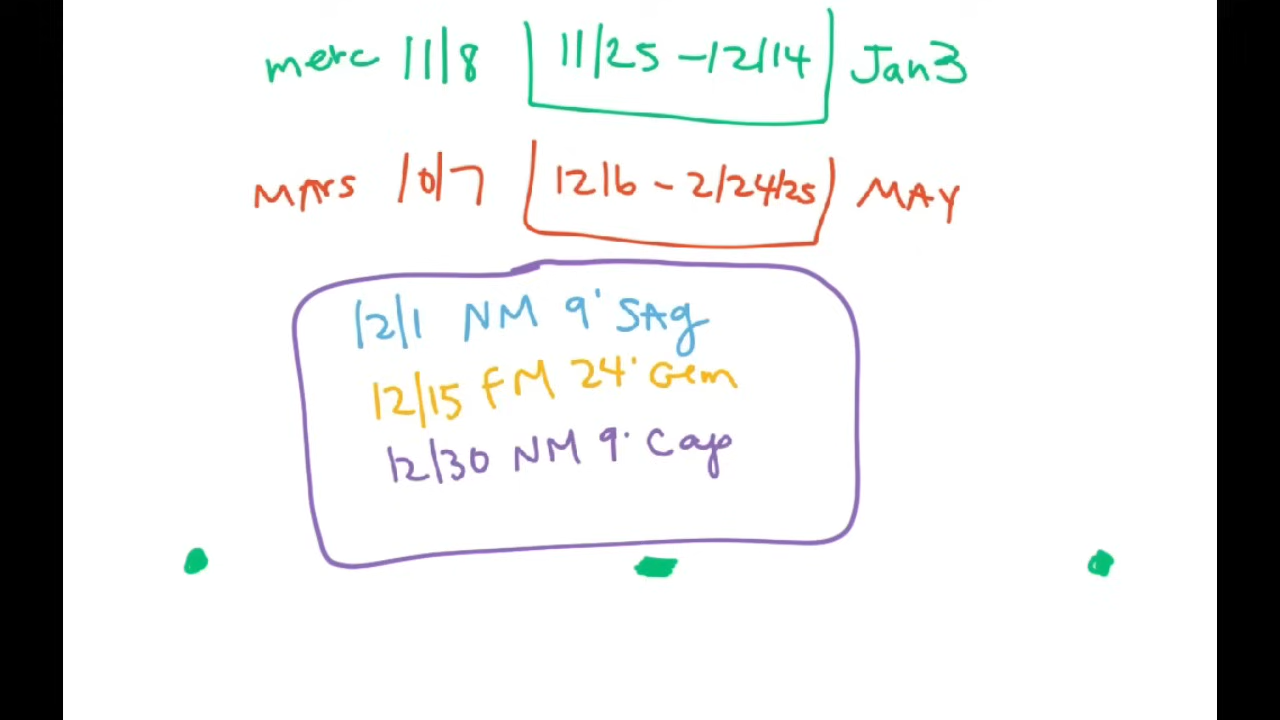 merc 11/8 11/25 - 12/14 Jan 3
MArs 10/7 12/6 - 2/24/25 MAY
12/1 NM 9° SAg
12/15 FM 24° Gem
12/30 NM 9° Cap